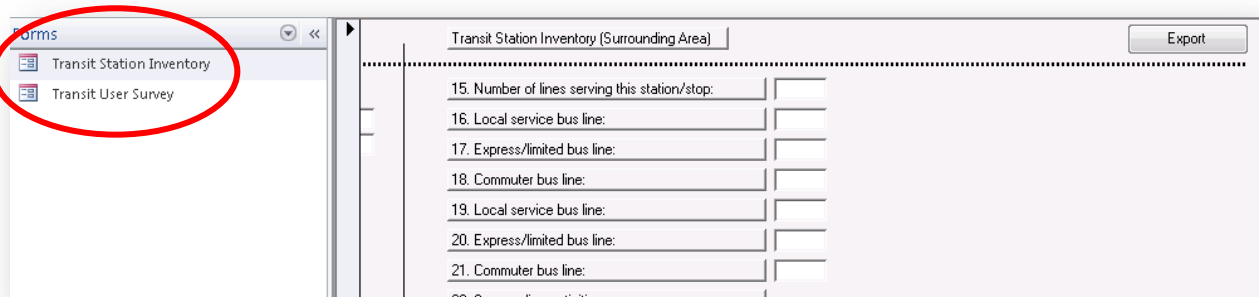 Forms
Transit Station Inventory
Transit User Survey
Transit Station Inventory (Surrounding Area)
Export
15. Number of lines serving this station/stop:
16. Local service bus line:
17. Express/limited bus line:
18. Commuter bus line:
19. Local service bus line:
20. Express/limited bus line:
21. Commuter bus line: